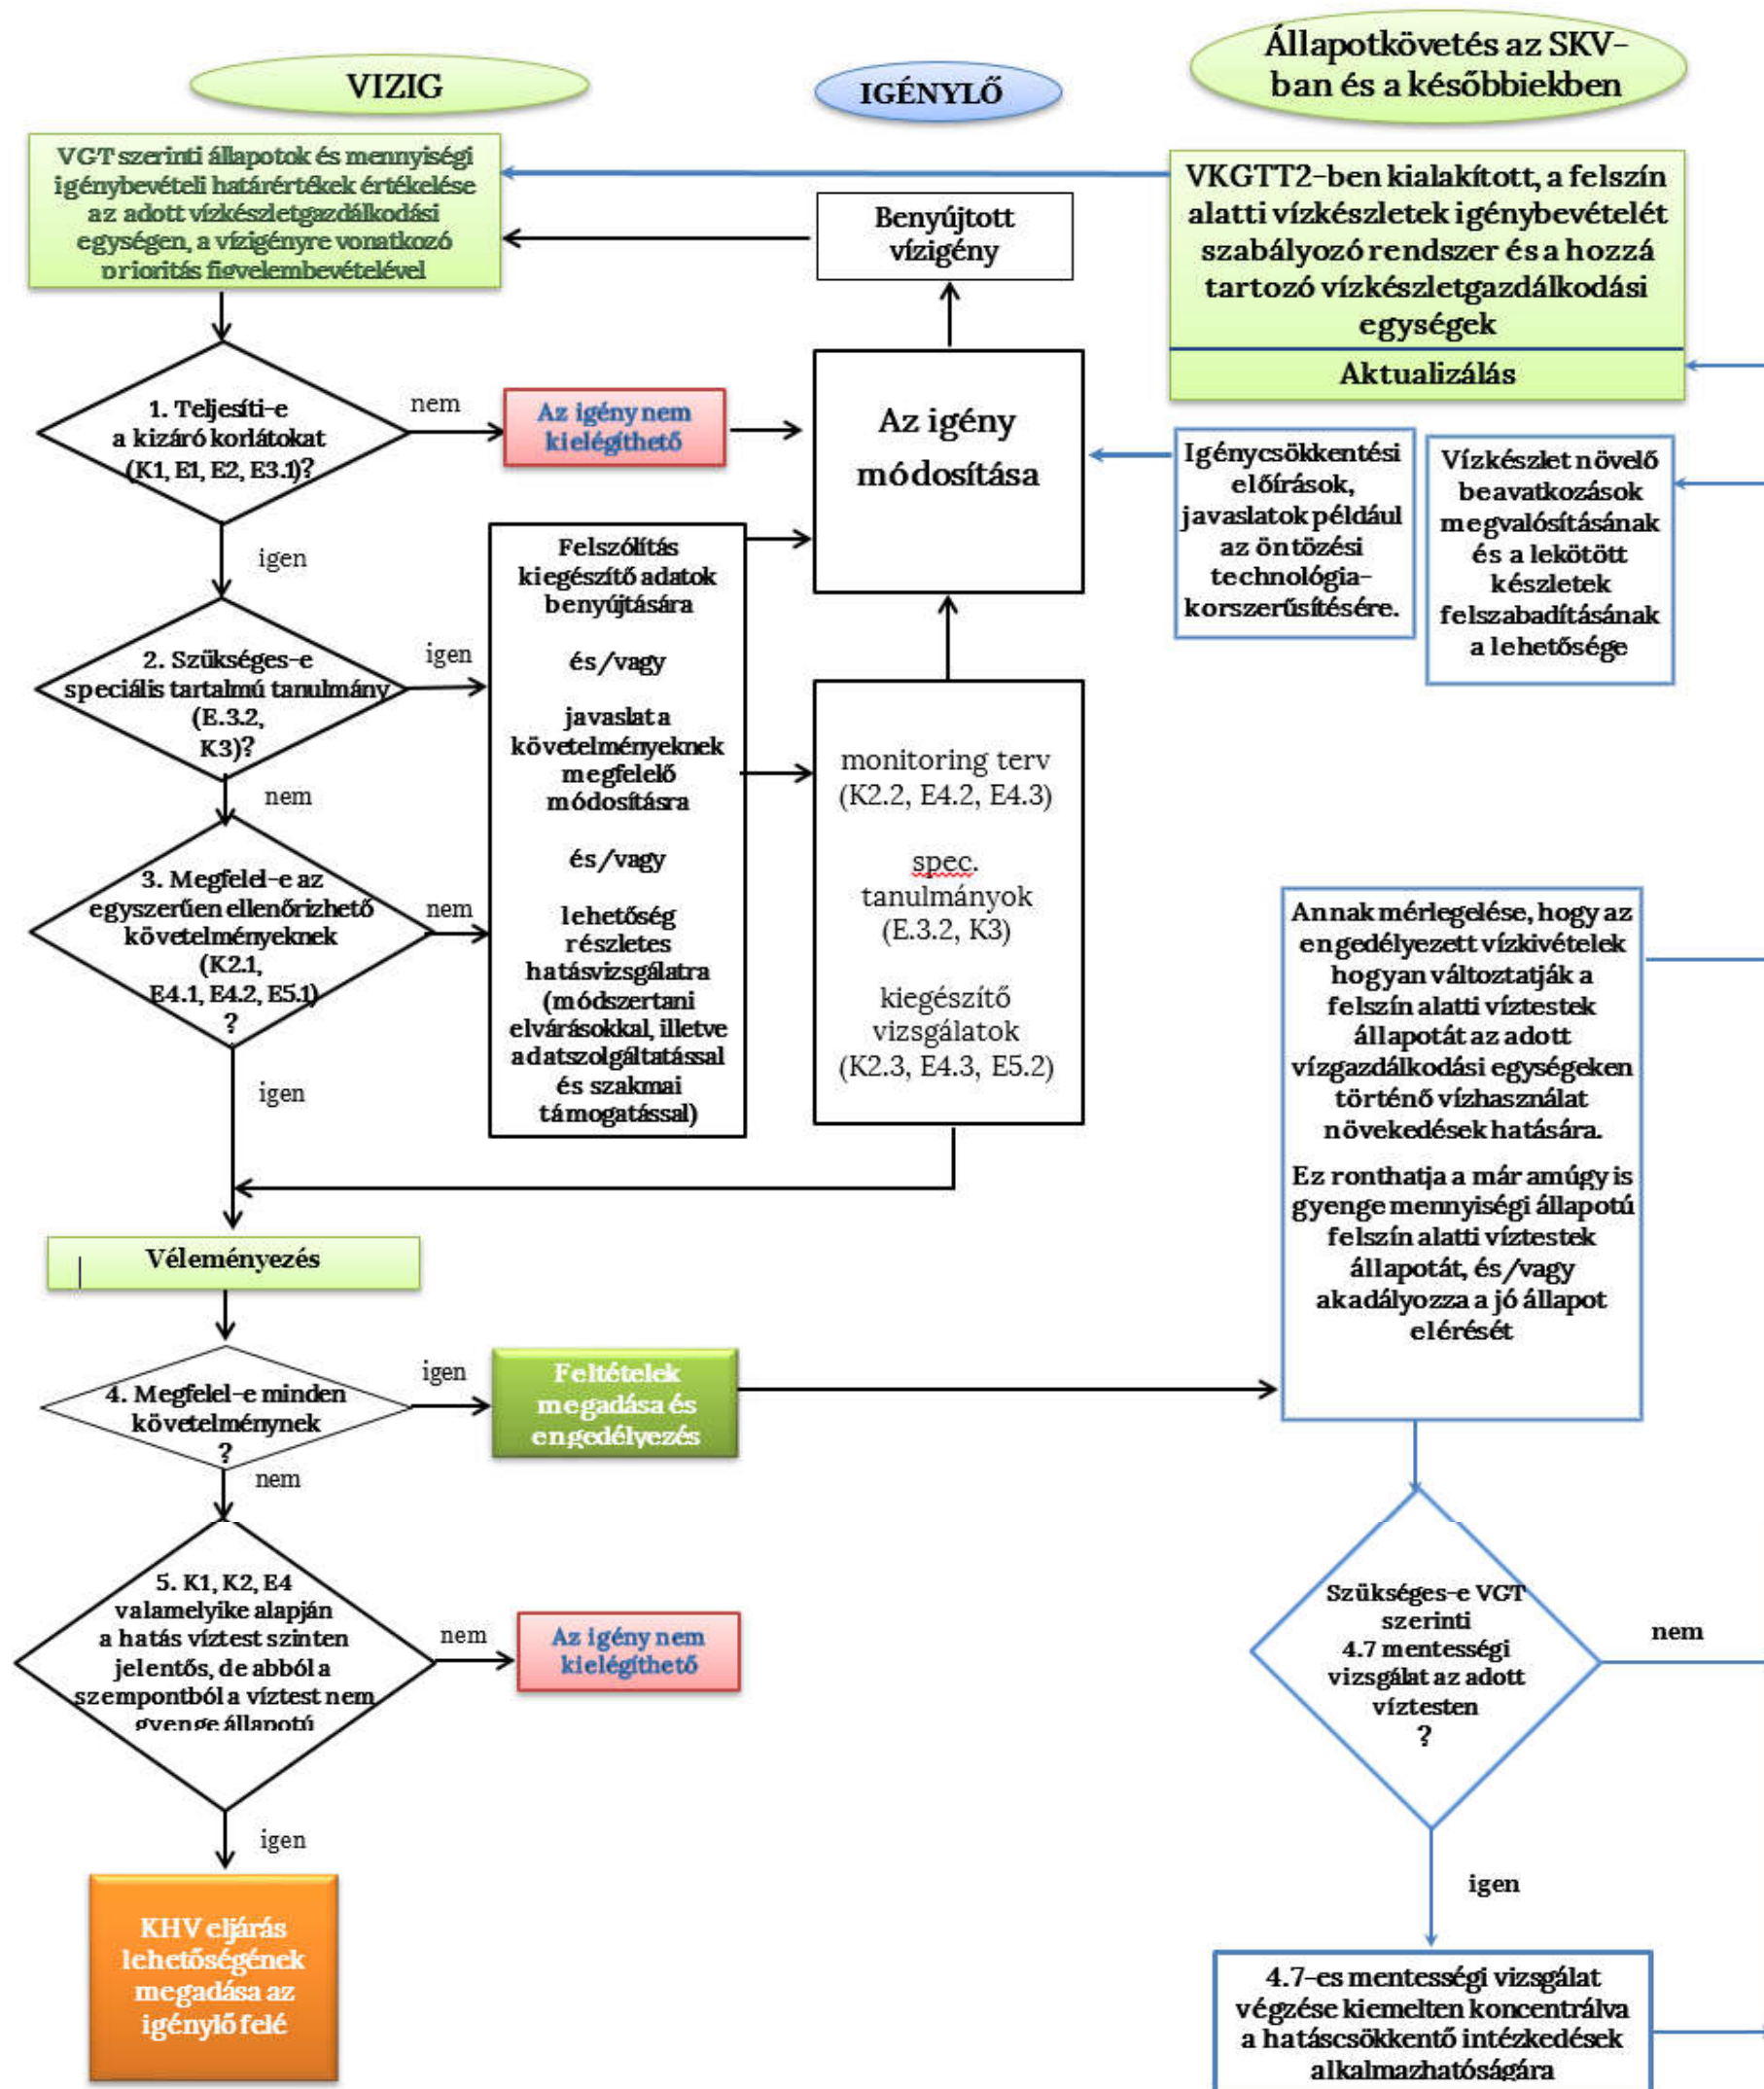 VIZIG
IGÉNYLŐ
Állapotkövetés az SKV-
ban és a későbbiekben
VGT szerinti állapotok és mennyiségi
igénybevételi határértékek értékelése
az adott vízkészletgazdálkodási
egységen, a vízigényre vonatkozó
prioritás figyelembevételével
Benyújtott
vízigény
VKGTT2-ben kialakított, a felszín
alatti vízkészletek igénybevételét
szabályozó rendszer és a hozzá
tartozó vízkészletgazdálkodási
egységek
Aktualizálás
1. Teljesíti-e
a kizáró korlátokat
(K1, E1, E2, E3.1)?
nem
Az igény nem
kielégíthető
Az igény
módosítása
Igénycsökkentési
előírások,
javaslatok például
az öntözési
technológia-
korszerűsítésére.
Vízkészlet növelő
beavatkozások
megvalósításának
és a lekötött
készletek
felszabadításának
a lehetősége
igen
2. Szükséges-e
speciális tartalmú tanulmány
(E.3.2,
K3)?
igen
Felszólítás
kiegészítő adatok
benyújtására
és/vagy
javaslat a
követelményeknek
megfelelő
módosításra
és/vagy
lehetőség
részletes
hatásvizsgálatra
(módszertani
elvárásokkal, illetve
adatszolgáltatással
és szakmai
támogatással)
monitoring terv
(K2.2, E4.2, E4.3)
spec.
tanulmányok
(E.3.2, K3)
kiegészítő
vizsgálatok
(K2.3, E4.3, E5.2)
nem
3. Megfelel-e az
egyszerűen ellenőrizhető
követelményeknek
(K2.1,
E4.1, E4.2, E5.1)
?
nem
igen
Annak mérlegelése, hogy az
engedélyezett vízkivételek
hogyan változtatják a
felszín alatti víztestek
állapotát az adott
vízgazdálkodási egységeken
történő vízhasználat
növekedések hatására.
Ez ronthatja a már amúgy is
gyenge mennyiségi állapotú
felszín alatti víztestek
állapotát, és/vagy
akadályozza a jó állapot
elérését
Véleményezés
4. Megfelel-e minden
követelménynek
?
igen
Feltételek
megadása és
engedélyezés
nem
5. K1, K2, E4
valamelyike alapján
a hatás víztest szinten
jelentős, de abból a
szempontból a víztest nem
gyenge állapotú
nem
Az igény nem
kielégíthető
Szükséges-e VGT
szerinti
4.7 mentességi
vizsgálat az adott
víztesten
?
nem
igen
igen
KHV eljárás
lehetőségének
megadása az
igénylő felé
4.7-es mentességi vizsgálat
végzése kiemelten koncentrálva
a hatáscsökkentő intézkedések
alkalmazhatóságára